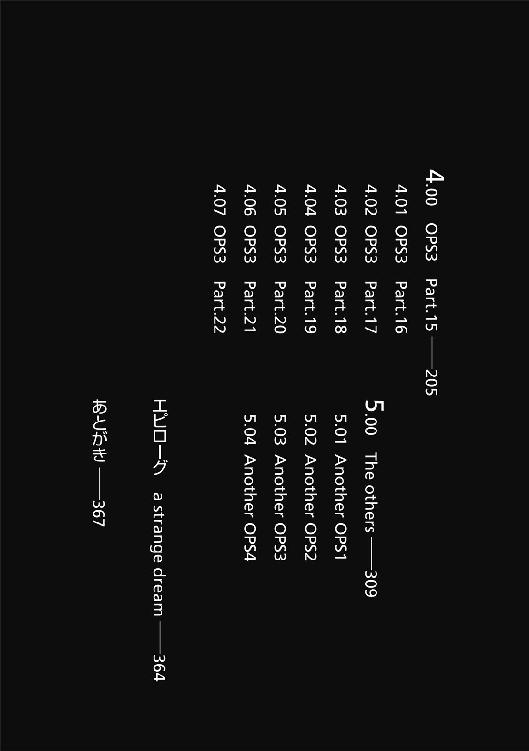 4.00 OPS3 Part.15——205
4.01 OPS3 Part.16
4.02 OPS3 Part.17
4.03 OPS3 Part.18
4.04 OPS3 Part.19
4.05 OPS3 Part.20
4.06 OPS3 Part.21
4.07 OPS3 Part.22
5.00 The others——309
5.01 Another OPS1
5.02 Another OPS2
5.03 Another OPS3
5.04 Another OPS4
エピローグ a strange dream——364
あとがき——367